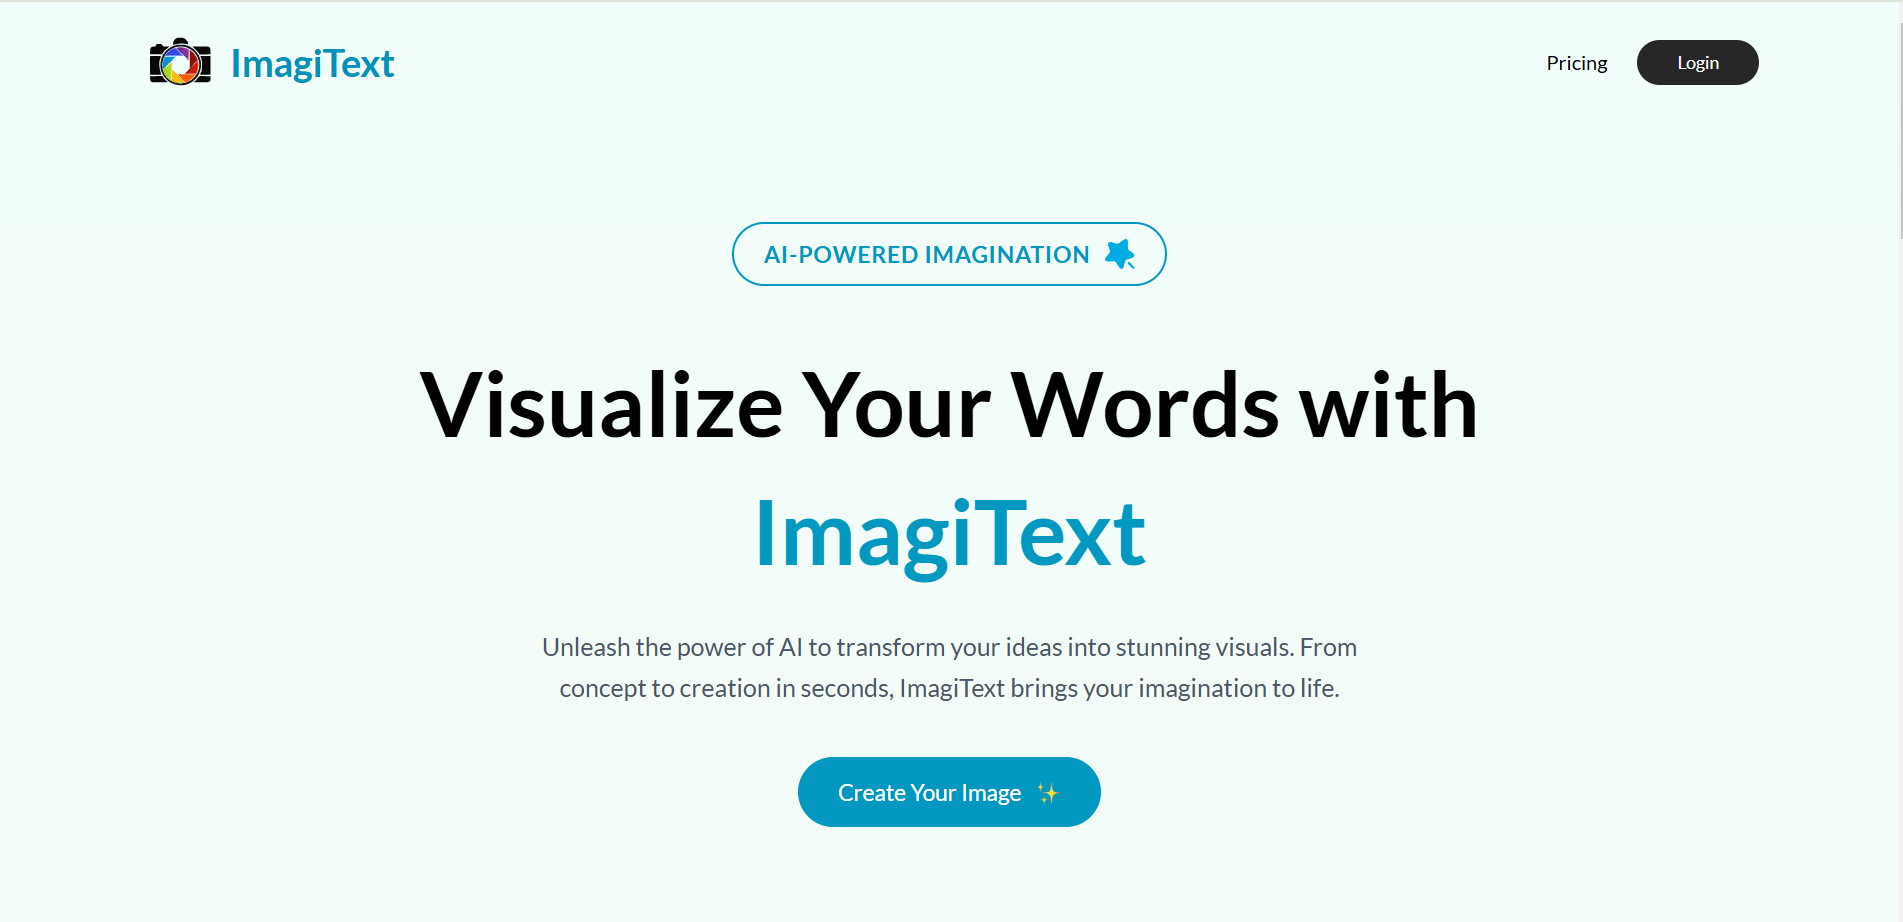 ImagiText
Pricing
Login
AI-POWERED IMAGINATION
Visualize Your Words with
ImagiText
Unleash the power of AI to transform your ideas into stunning visuals. From
concept to creation in seconds, ImagiText brings your imagination to life.
Create Your Image ✨